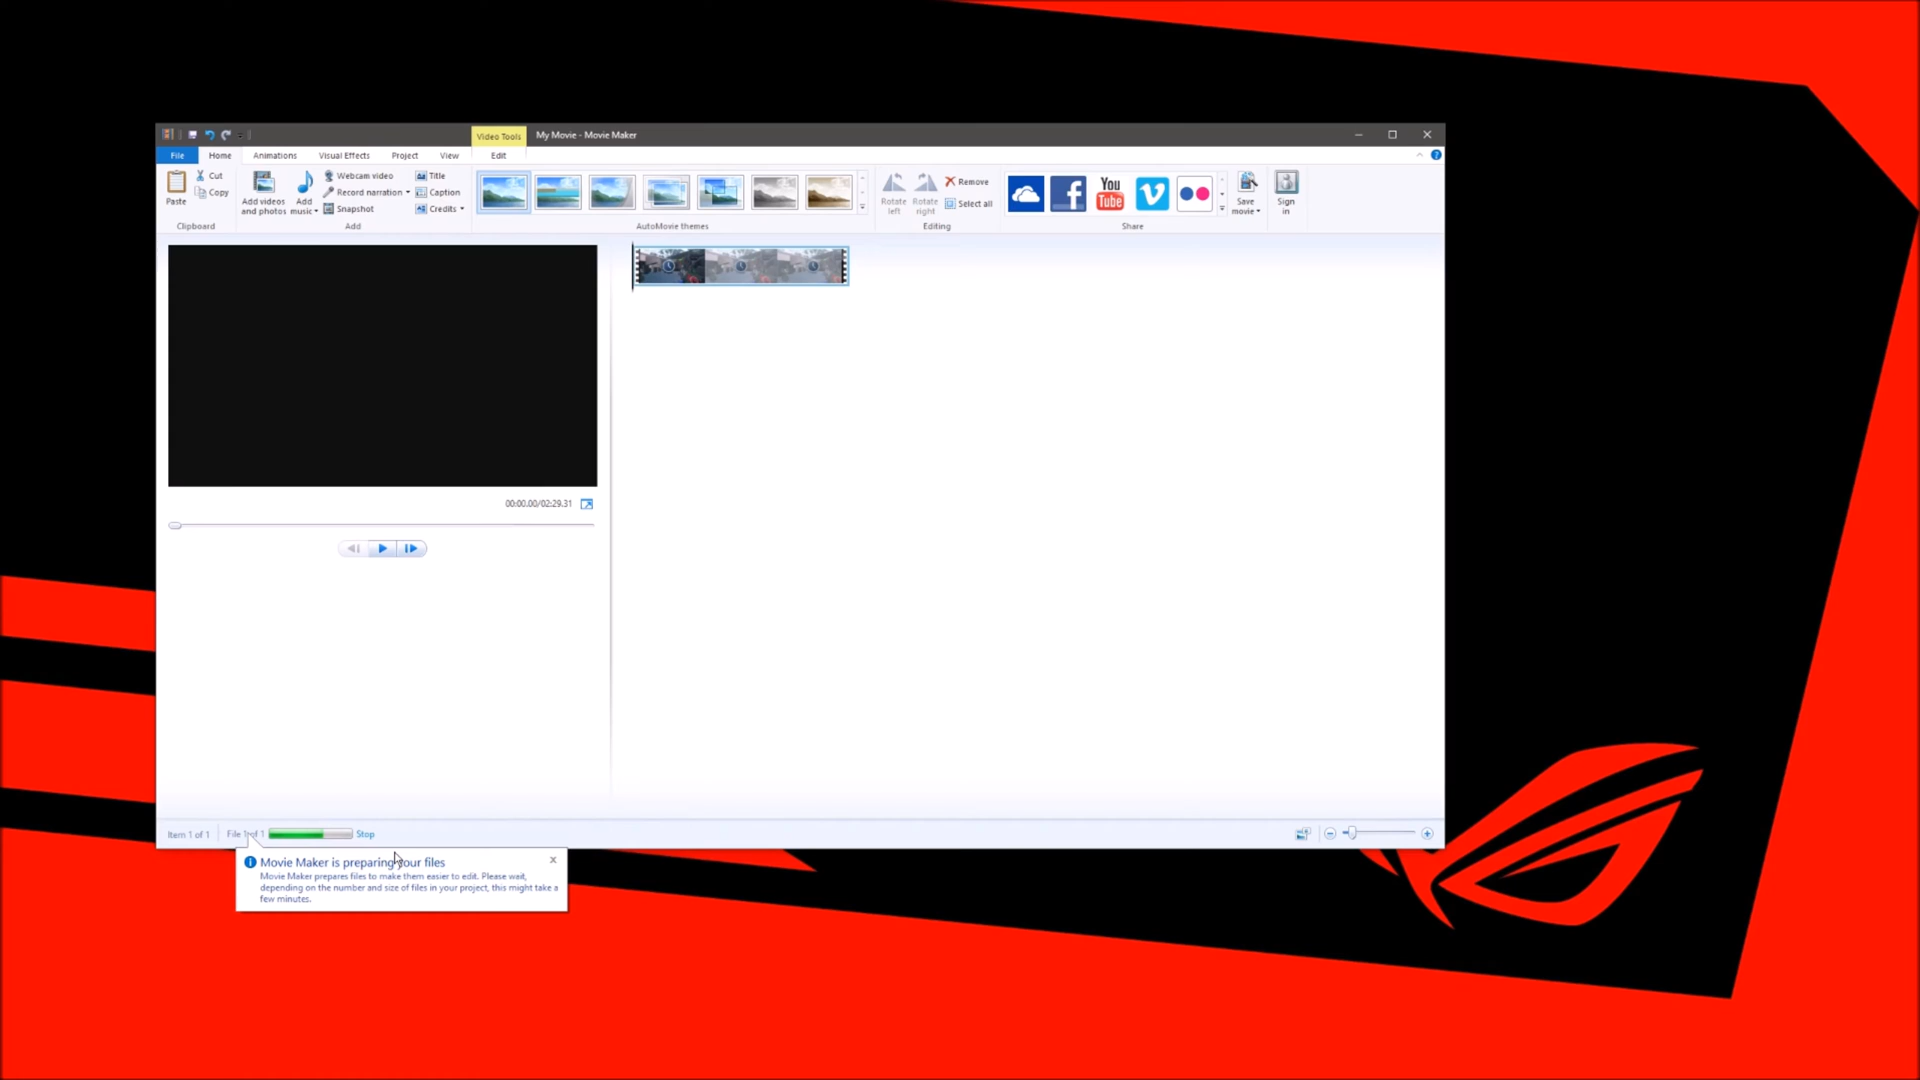 Video Tools
My Movie - Movie Maker
File
Home
Animations
Visual Effects
Project
View
Edit
Paste
Cut
Copy
Clipboard
Add videos
and photos
Add
music
Webcam video
Record narration
Snapshot
Title
Caption
Credits
Add
AutoMovie themes
Rotate
left
Rotate
right
Remove
Select all
Editing
You
Tube
Share
Save
movie
Sign
in
00:00.00/02:29.31
Item 1 of 1
File 1 of 1
Stop
Movie Maker is preparing your files
Movie Maker prepares files to make them easier to edit. Please wait,
depending on the number and size of files in your project, this might take a
few minutes.